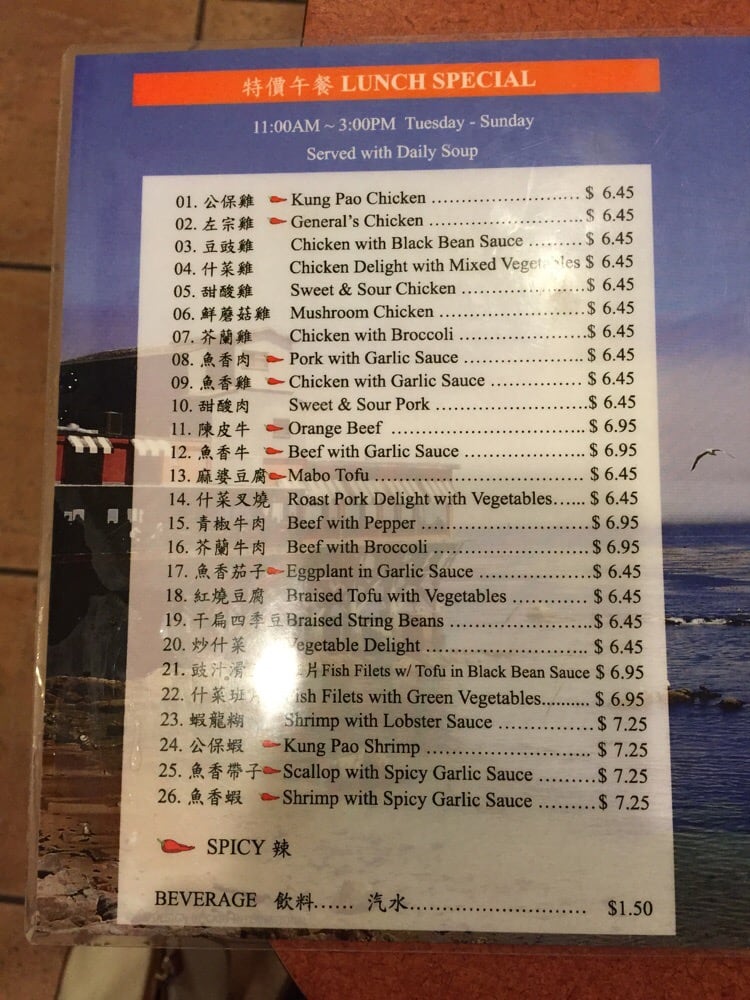 特價午餐 LUNCH SPECIAL
11:00AM ~ 3:00PM Tuesday - Sunday
Served with Daily Soup
01. 公保雞 Kung Pao Chicken .............................. $ 6.45
02. 左宗雞 General's Chicken .............................. $ 6.45
03. 豆豉雞 Chicken with Black Bean Sauce ......... $ 6.45
04. 什菜雞 Chicken Delight with Mixed Vegetables $ 6.45
05. 甜酸雞 Sweet & Sour Chicken ........................ $ 6.45
06. 鮮蘑菇雞 Mushroom Chicken ............................ $ 6.45
07. 芥蘭雞 Chicken with Broccoli ........................ $ 6.45
08. 魚香肉 Pork with Garlic Sauce ....................... $ 6.45
09. 魚香雞 Chicken with Garlic Sauce .................. $ 6.45
10. 甜酸肉 Sweet & Sour Pork ............................. $ 6.45
11. 陳皮牛 Orange Beef ..................................... $ 6.95
12. 魚香牛 Beef with Garlic Sauce ....................... $ 6.95
13. 麻婆豆腐 Mabo Tofu ....................................... $ 6.45
14. 什菜叉燒 Roast Pork Delight with Vegetables...... $ 6.45
15. 青椒牛肉 Beef with Pepper .............................. $ 6.95
16. 芥蘭牛肉 Beef with Broccoli ............................ $ 6.95
17. 魚香茄子 Eggplant in Garlic Sauce ................... $ 6.45
18. 紅燒豆腐 Braised Tofu with Vegetables ............. $ 6.45
19. 干扁四季豆 Braised String Beans ......................... $ 6.45
20. 炒什菜 Vegetable Delight ............................. $ 6.45
21. 豉汁滑 片 Fish Filets w/ Tofu in Black Bean Sauce $ 6.95
22. 什菜班片 Fish Filets with Green Vegetables.......... $ 6.95
23. 蝦龍糊 Shrimp with Lobster Sauce ................. $ 7.25
24. 公保蝦 Kung Pao Shrimp ............................. $ 7.25
25. 魚香帶子 Scallop with Spicy Garlic Sauce .......... $ 7.25
26. 魚香蝦 Shrimp with Spicy Garlic Sauce ......... $ 7.25
SPICY 辣
BEVERAGE 飲料...... 汽水............................... $1.50